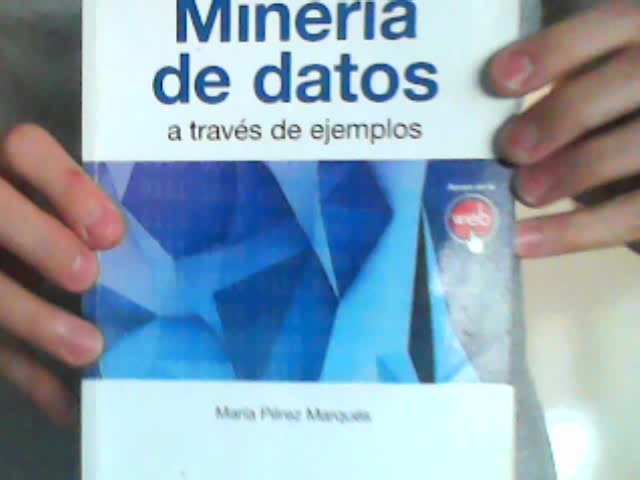 Minería
de datos
a través de ejemplos
web
María Pérez Marqués